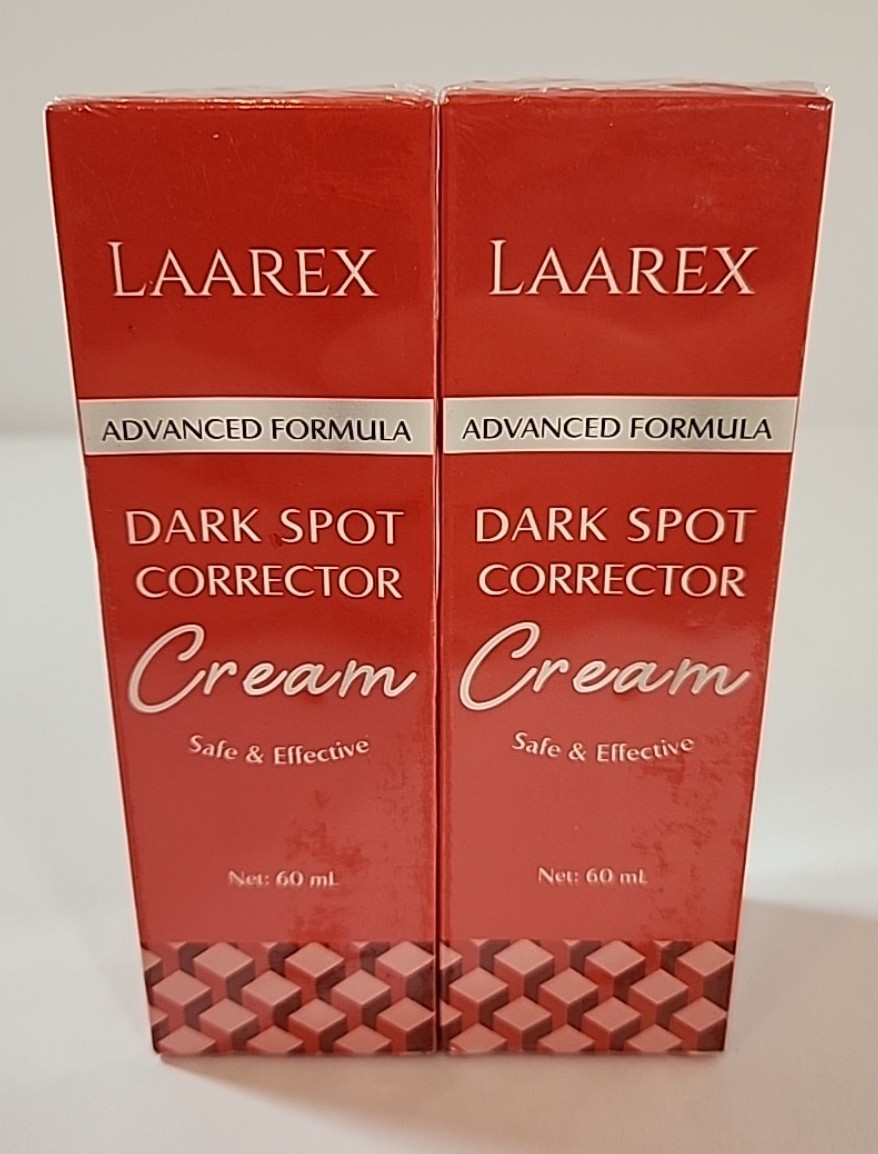 LAAREX
ADVANCED FORMULA
DARK SPOT
CORRECTOR
Cream
Safe & Effective
Net: 60 mL
LAAREX
ADVANCED FORMULA
DARK SPOT
CORRECTOR
Cream
Safe & Effective
Net: 60 mL